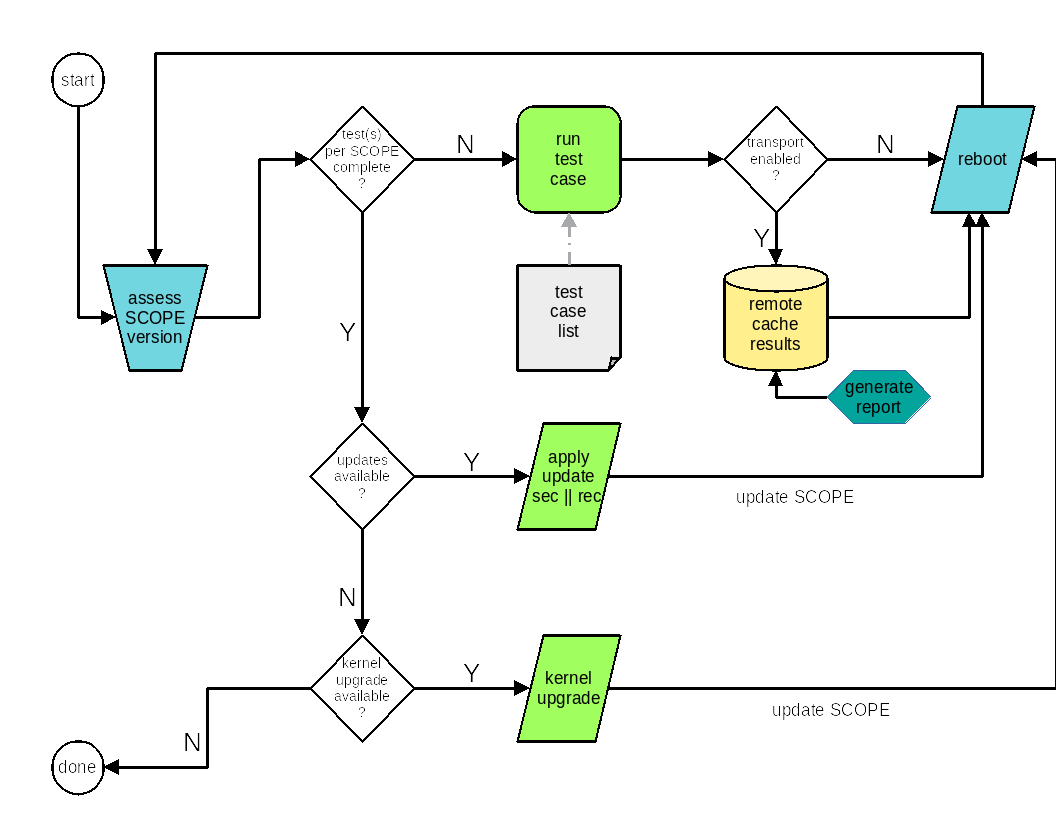 start
test(s)
per SCOPE
complete
?
N
run
test
case
transport
enabled
?
N
reboot
Y
assess
SCOPE
version
test
case
list
remote
cache
results
Y
generate
report
updates
available
?
Y
apply
update
sec || rec
update SCOPE
N
kernel
upgrade
available
?
Y
kernel
upgrade
update SCOPE
N
done